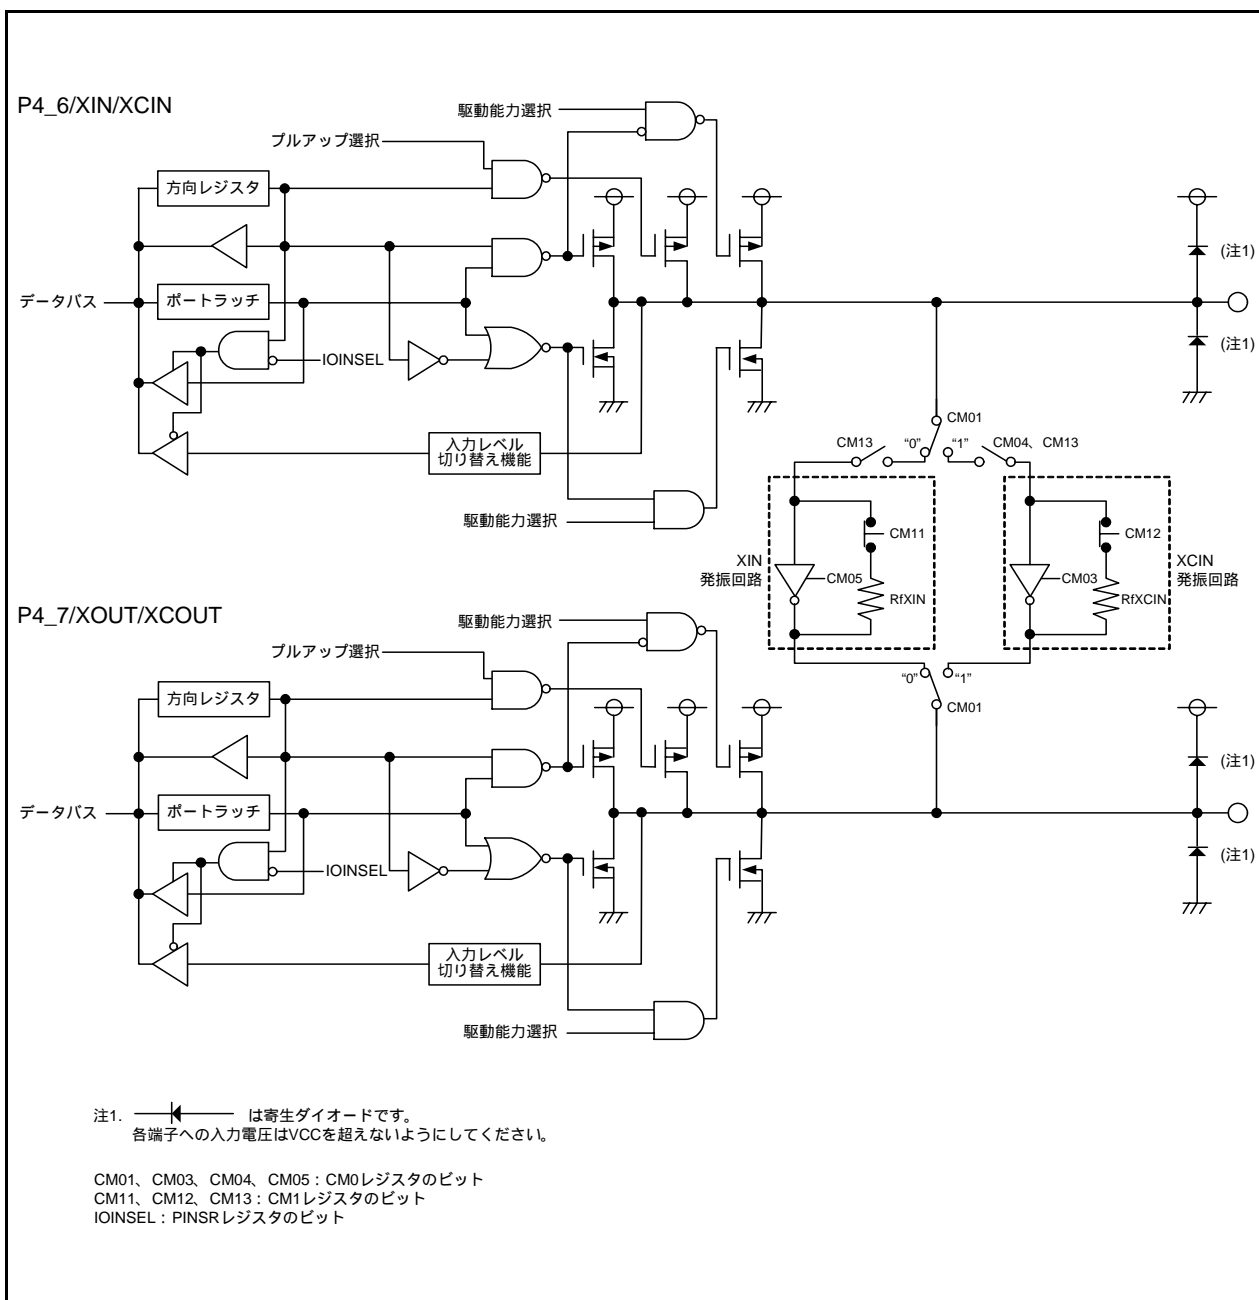 P4_6/XIN/XCIN
駆動能力選択
プルアップ選択
方向レジスタ
(注1)
データバス
ポートラッチ
IOINSEL
(注1)
CM01
CM13
“0”
“1”
CM04、CM13
入力レベル
切り替え機能
駆動能力選択
CM11
CM12
XIN
発振回路
XCIN
発振回路
CM05
CM03
RfXIN
RfXCIN
P4_7/XOUT/XCOUT
駆動能力選択
プルアップ選択
“0”
“1”
方向レジスタ
CM01
(注1)
データバス
ポートラッチ
IOINSEL
(注1)
入力レベル
切り替え機能
駆動能力選択
注1. は寄生ダイオードです。
各端子への入力電圧はVCCを超えないようにしてください。
CM01、CM03、CM04、CM05：CM0レジスタのビット
CM11、CM12、CM13：CM1レジスタのビット
IOINSEL：PINSRレジスタのビット